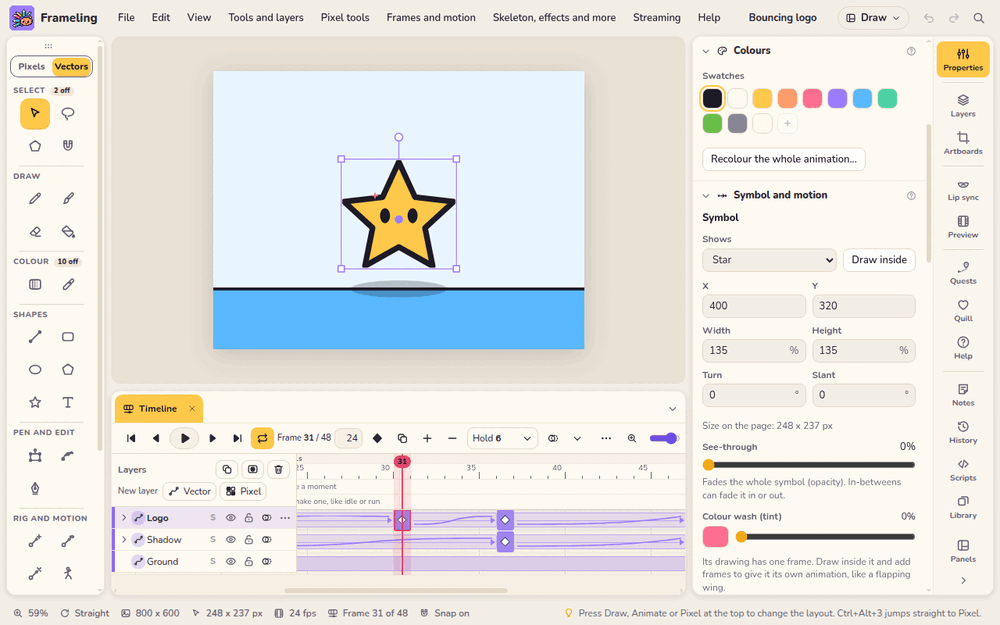 Frameling
File Edit View Tools and layers Pixel tools Frames and motion Skeleton, effects and more Streaming Help
Bouncing logo
Draw
Pixels Vectors
SELECT 2 off
DRAW
COLOUR 10 off
SHAPES
PEN AND EDIT
RIG AND MOTION
Timeline
Frame 31 / 48 24 Hold 6
Layers
New layer Vector Pixel
25 30 31 35 40 45
e a moment
make one, like idle or run
Logo S
Shadow S
Ground S
Colours
Swatches
Recolour the whole animation...
Symbol and motion
Symbol
Shows
Star Draw inside
X Y
400 320
Width Height
135 % 135 %
Turn Slant
0 ° 0 °
Size on the page: 248 x 237 px
See-through 0%
Fades the whole symbol (opacity). In-betweens
can fade it in or out.
Colour wash (tint) 0%
Its drawing has one frame. Draw inside it and add
frames to give it its own animation, like a flapping
wing.
Properties
Layers
Artboards
Lip sync
Preview
Quests
Quill
Help
Notes
History
Scripts
Library
Panels
59% Straight 800 x 600 248 x 237 px 24 fps Frame 31 of 48 Snap on
Press Draw, Animate or Pixel at the top to change the layout. Ctrl+Alt+3 jumps straight to Pixel.